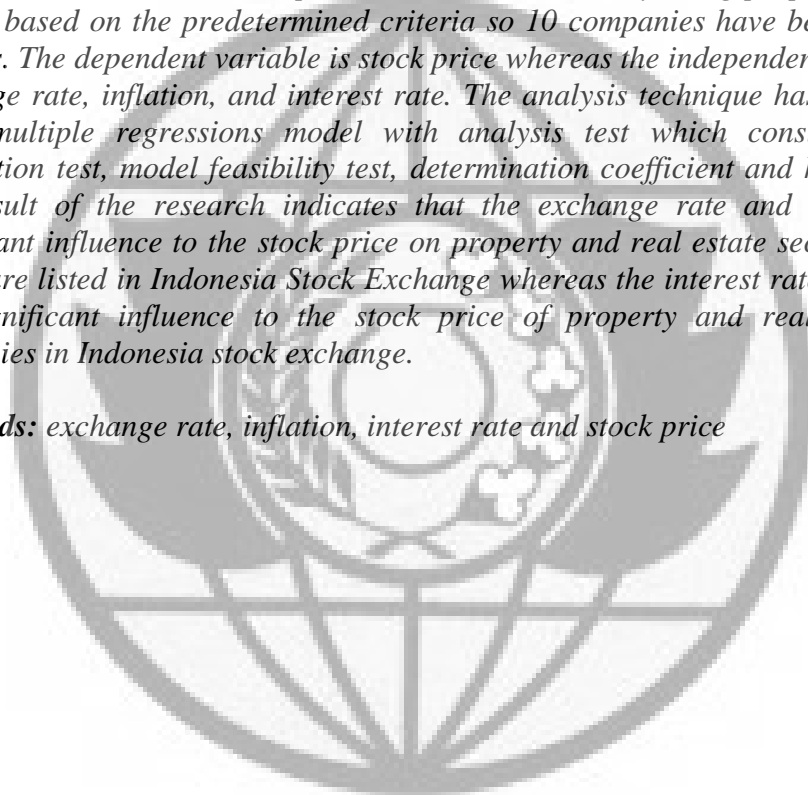 based on the predetermined criteria so 10 companies have be
. The dependent variable is stock price whereas the independen
ge rate, inflation, and interest rate. The analysis technique ha
multiple regressions model with analysis test which cons
tion test, model feasibility test, determination coefficient and
sult of the research indicates that the exchange rate and
ant influence to the stock price on property and real estate se
re listed in Indonesia Stock Exchange whereas the interest rat
gnificant influence to the stock price of property and real
ies in Indonesia stock exchange.
ds: exchange rate, inflation, interest rate and stock price